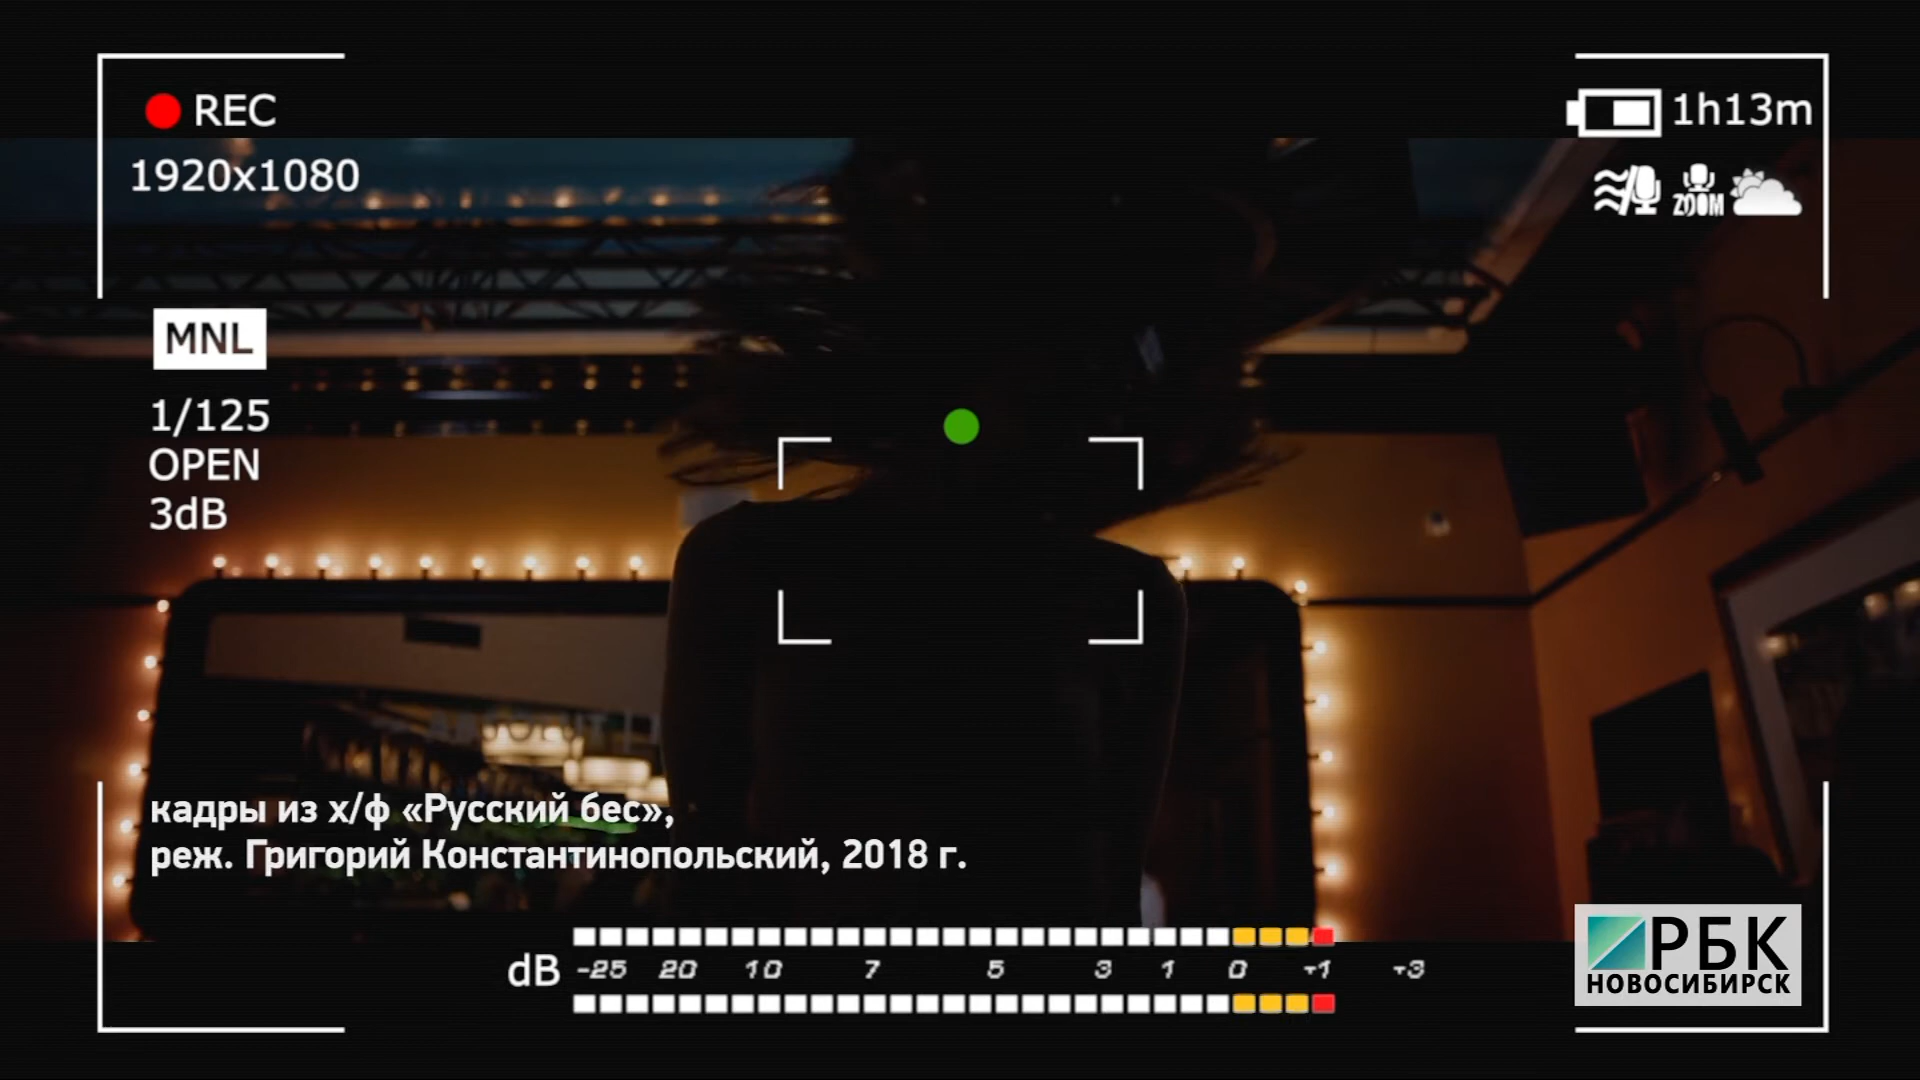 REC
1h13m
1920x1080
ZOOM
MNL
1/125
OPEN
3dB
кадры из х/ф «Русский бес»,
реж. Григорий Константинопольский, 2018 г.
dB -25 20 10 7 5 3 1 0 +1 +3
РБК
НОВОСИБИРСК